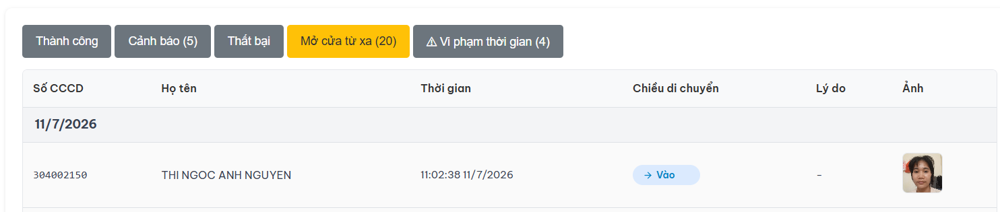 Thành công Cảnh báo (5) Thất bại Mở cửa từ xa (20) ⚠ Vi phạm thời gian (4)
Số CCCD Họ tên Thời gian Chiều di chuyển Lý do Ảnh
11/7/2026
304002150 THI NGOC ANH NGUYEN 11:02:38 11/7/2026 → Vào -